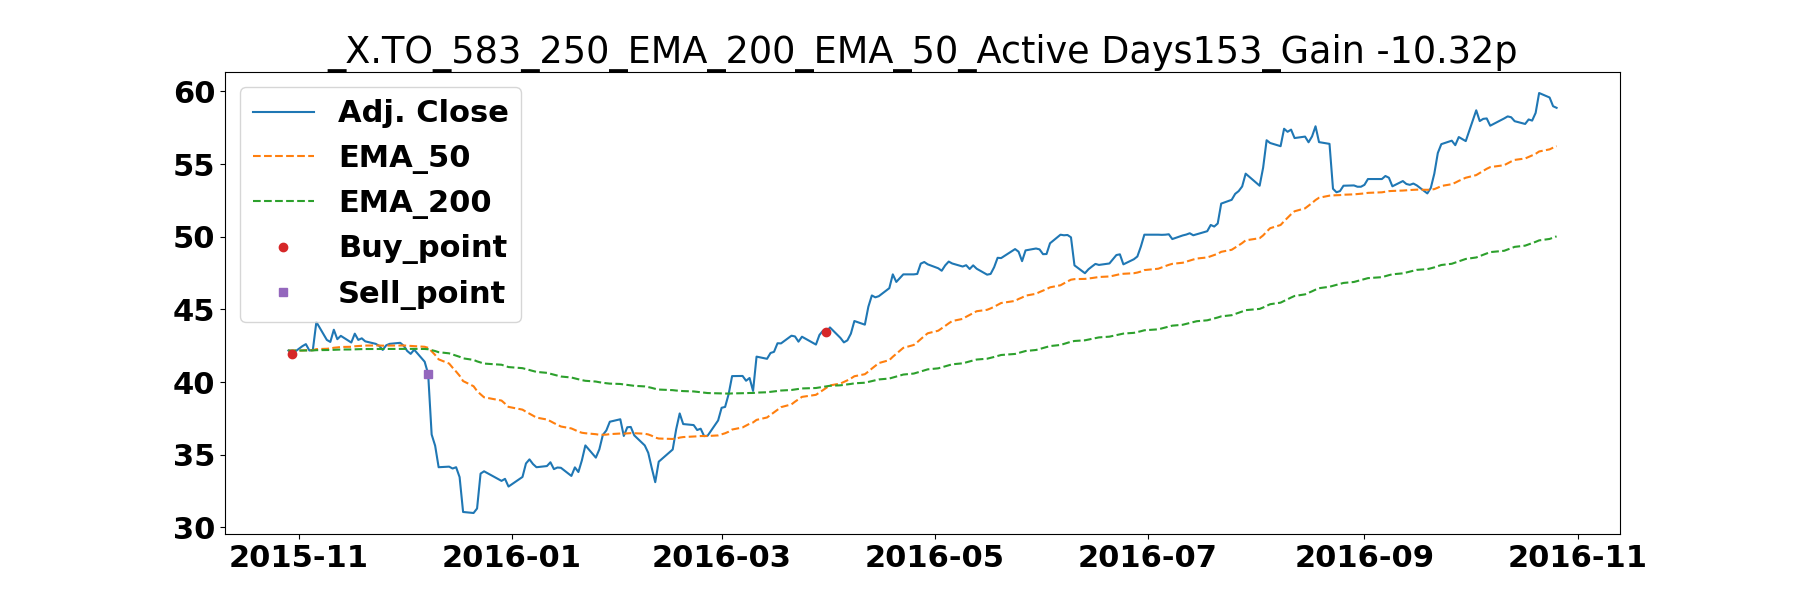 _X.TO_583_250_EMA_200_EMA_50_Active Days153_Gain -10.32p
60
55
50
45
40
35
30
Adj. Close
EMA_50
EMA_200
Buy_point
Sell_point
2015-11 2016-01 2016-03 2016-05 2016-07 2016-09 2016-11